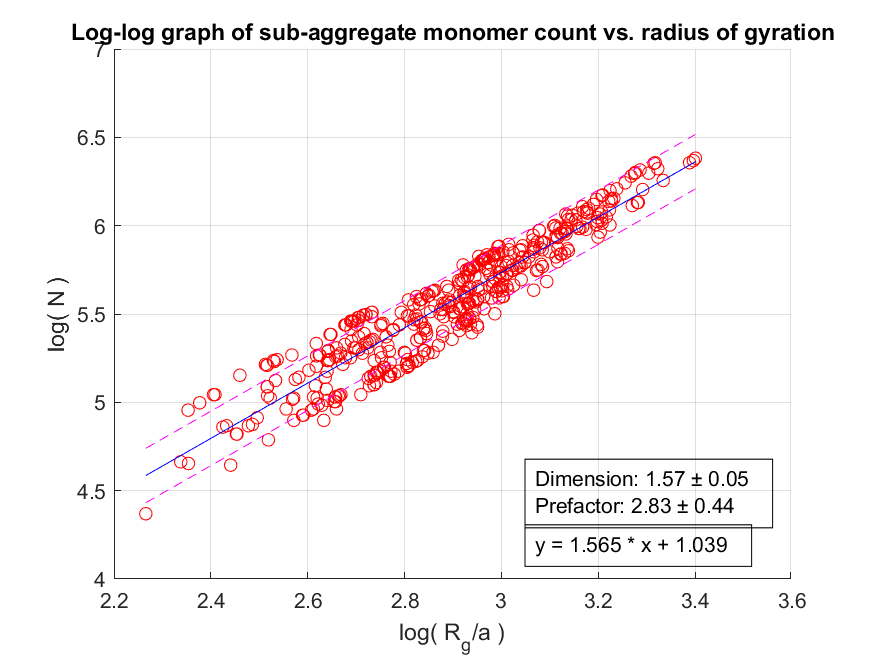 Log-log graph of sub-aggregate monomer count vs. radius of gyration
7
6.5
6
5.5
5
4.5
4
log( N )
Dimension: 1.57 ± 0.05
Prefactor: 2.83 ± 0.44
y = 1.565 * x + 1.039
2.2 2.4 2.6 2.8 3 3.2 3.4 3.6
log( R_g/a )